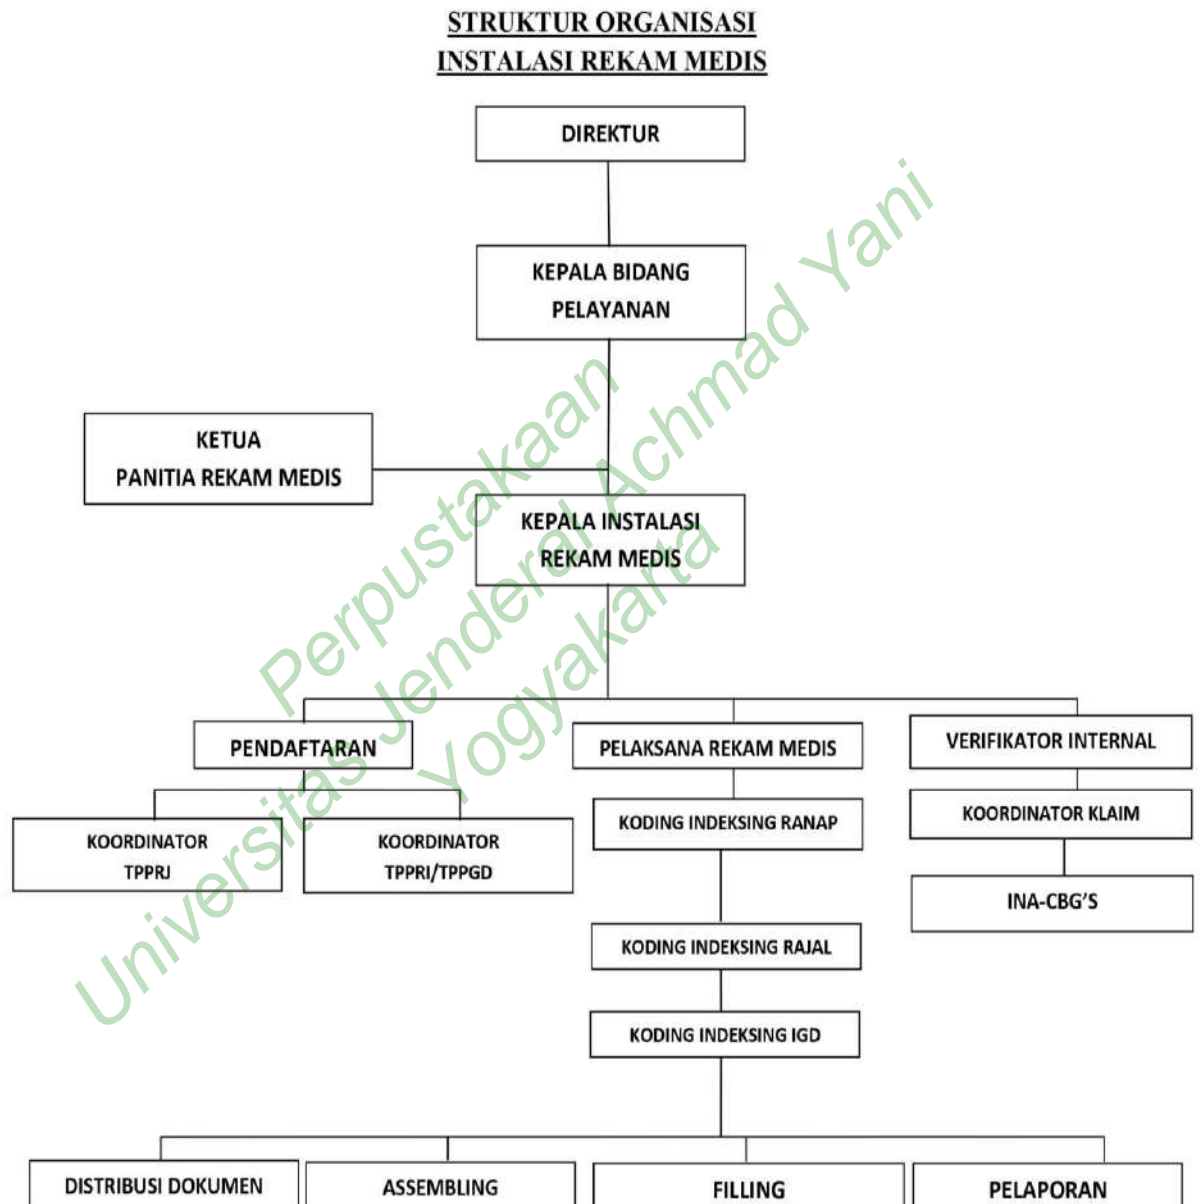 STRUKTUR ORGANISASI
INSTALASI REKAM MEDIS
DIREKTUR
KEPALA BIDANG
PELAYANAN
KETUA
PANITIA REKAM MEDIS
KEPALA INSTALASI
REKAM MEDIS
PENDAFTARAN
PELAKSANA REKAM MEDIS
VERIFIKATOR INTERNAL
KOORDINATOR
TPPRJ
KOORDINATOR
TPPRI/TPPGD
KODING INDEKSING RANAP
KOORDINATOR KLAIM
INA-CBG'S
KODING INDEKSING RAJAL
KODING INDEKSING IGD
DISTRIBUSI DOKUMEN
ASSEMBLING
FILLING
PELAPORAN
Perpustakaan
Universitas Jenderal Achmad Yani
Yogyakarta